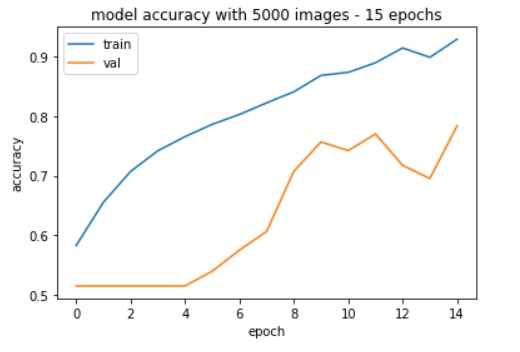 model accuracy with 5000 images - 15 epochs
train
val
accuracy
0.9
0.8
0.7
0.6
0.5
0 2 4 6 8 10 12 14
epoch